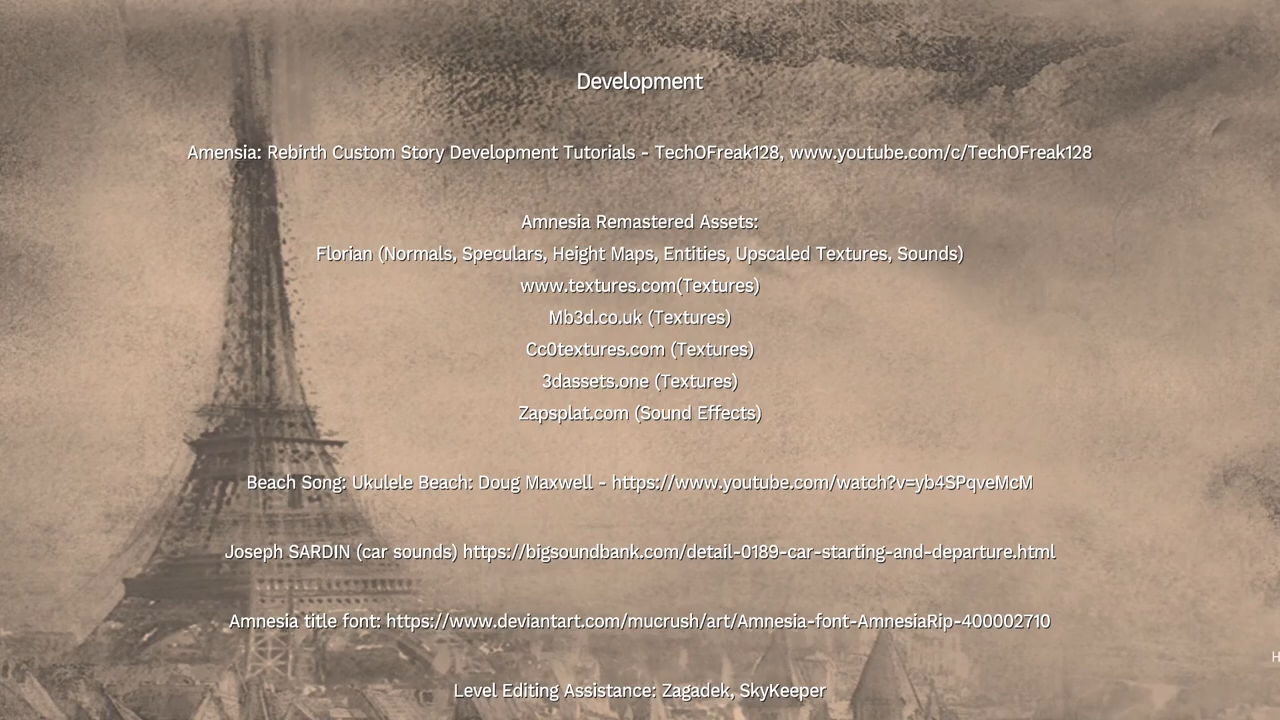 Development
Amensia: Rebirth Custom Story Development Tutorials - TechOFreak128, www.youtube.com/c/TechOFreak128
Amnesia Remastered Assets:
Florian (Normals, Speculars, Height Maps, Entities, Upscaled Textures, Sounds)
www.textures.com(Textures)
Mb3d.co.uk (Textures)
Cc0textures.com (Textures)
3dassets.one (Textures)
Zapsplat.com (Sound Effects)
Beach Song: Ukulele Beach: Doug Maxwell - https://www.youtube.com/watch?v=yb4SPqveMcM
Joseph SARDIN (car sounds) https://bigsoundbank.com/detail-0189-car-starting-and-departure.html
Amnesia title font: https://www.deviantart.com/mucrush/art/Amnesia-font-AmnesiaRip-400002710
Level Editing Assistance: Zagadek, SkyKeeper